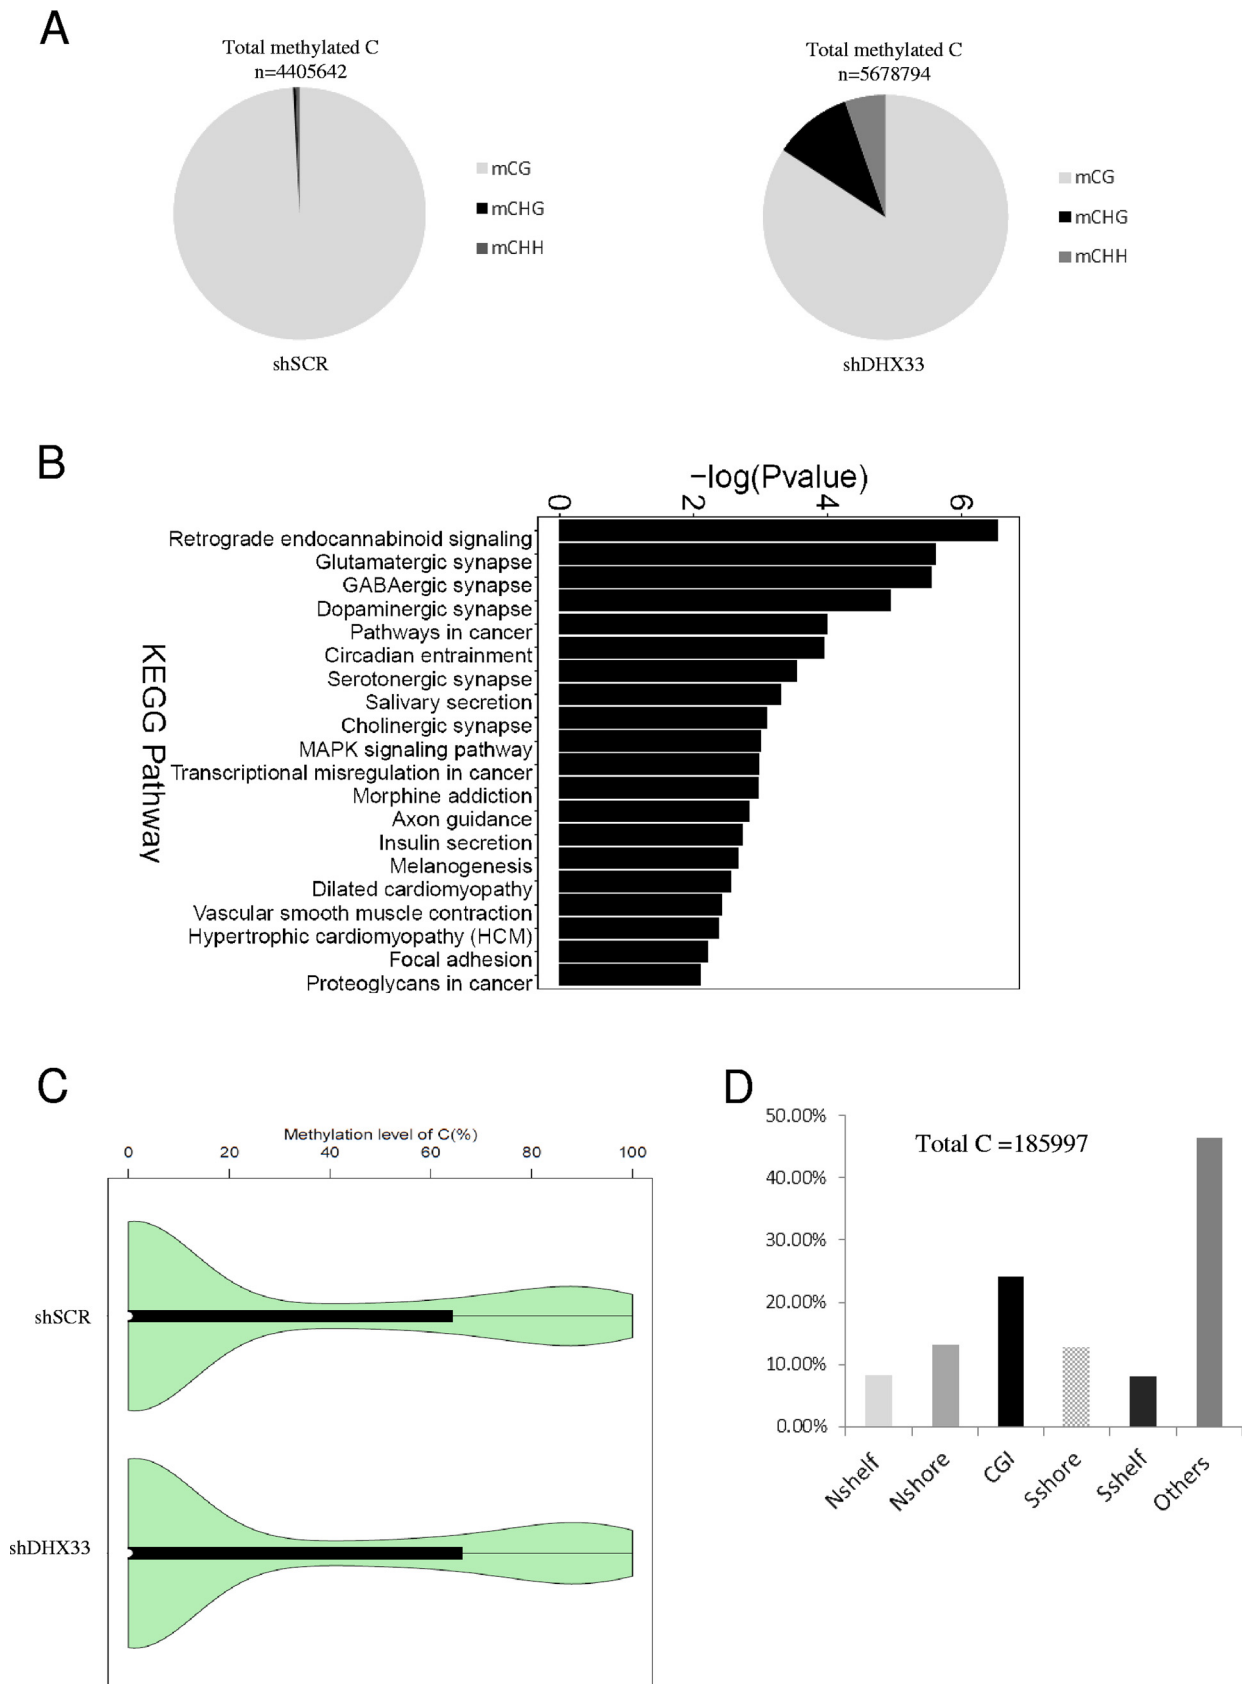 A
Total methylated C
n=4405642
mCG
mCHG
mCHH
shSCR
Total methylated C
n=5678794
mCG
mCHG
mCHH
shDHX33
B
−log(Pvalue)
0 2 4 6
KEGG Pathway
Retrograde endocannabinoid signaling
Glutamatergic synapse
GABAergic synapse
Dopaminergic synapse
Pathways in cancer
Circadian entrainment
Serotonergic synapse
Salivary secretion
Cholinergic synapse
MAPK signaling pathway
Transcriptional misregulation in cancer
Morphine addiction
Axon guidance
Insulin secretion
Melanogenesis
Dilated cardiomyopathy
Vascular smooth muscle contraction
Hypertrophic cardiomyopathy (HCM)
Focal adhesion
Proteoglycans in cancer
C
Methylation level of C(%)
0 20 40 60 80 100
shSCR
shDHX33
D
Total C =185997
50.00%
40.00%
30.00%
20.00%
10.00%
0.00%
Nshelf Nshore CGI Sshore Sshelf Others